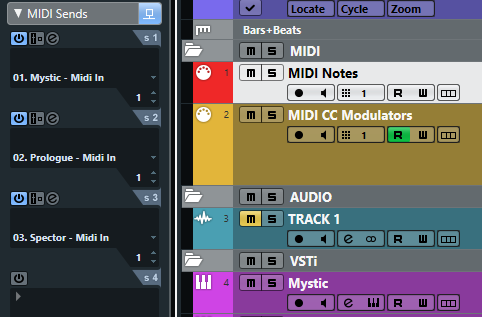 MIDI Sends
s 1
01. Mystic - Midi In
1
s 2
02. Prologue - Midi In
1
s 3
03. Spector - Midi In
1
s 4
Locate Cycle Zoom
Bars+Beats
M S MIDI
1 M S MIDI Notes
1 R W
2 M S MIDI CC Modulators
1 R W
M S AUDIO
3 M S TRACK 1
e R W
M S VSTi
4 M S Mystic
e R W